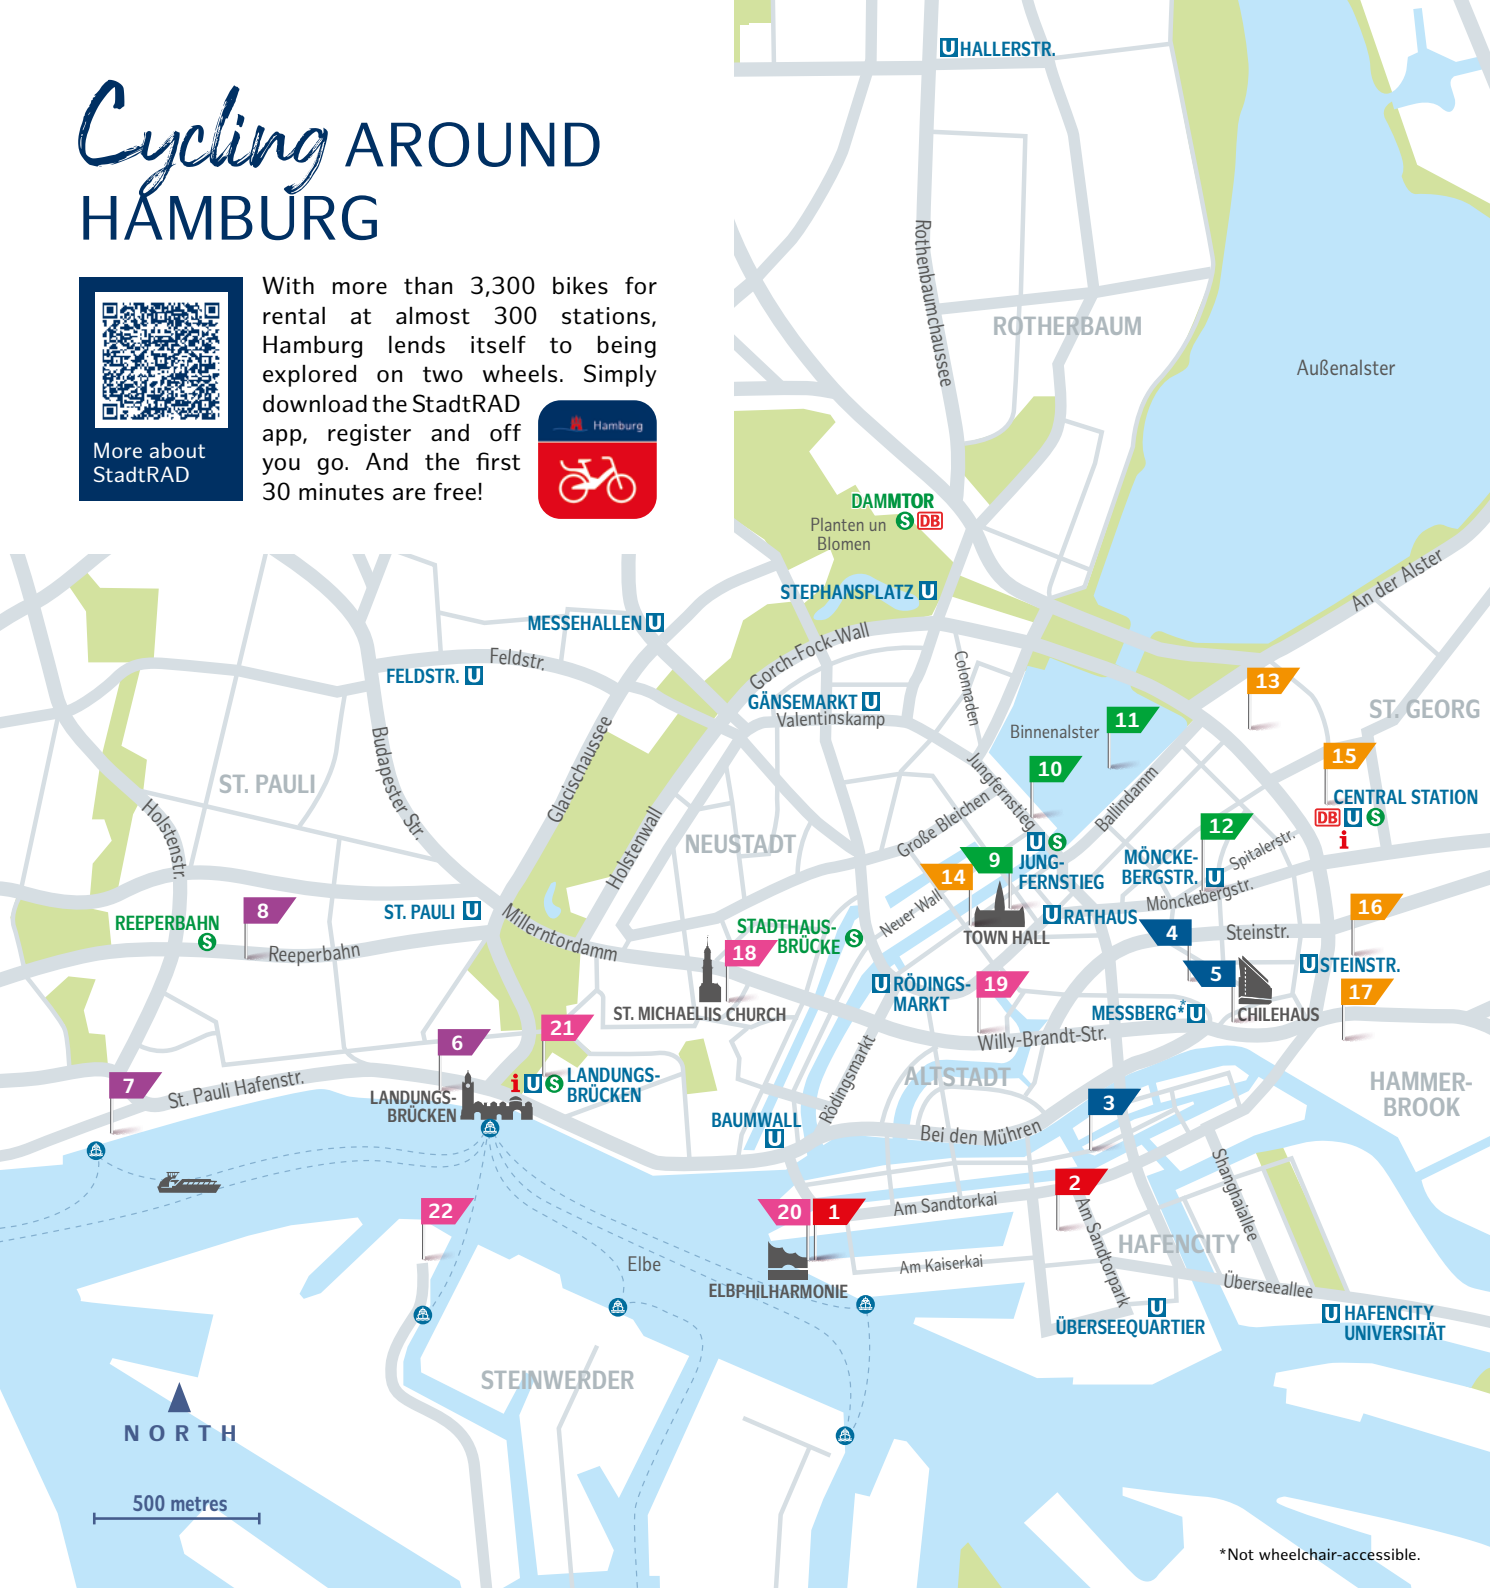 Cycling AROUND
HAMBURG
With more than 3,300 bikes for
rental at almost 300 stations,
Hamburg lends itself to being
explored on two wheels. Simply
download the StadtRAD
app, register and off
you go. And the first
30 minutes are free!
More about
StadtRAD
Hamburg
U HALLERSTR.
Rothenbaumchaussee
ROTHERBAUM
Außenalster
DAMMTOR
S DB
Planten un
Blomen
STEPHANSPLATZ U
An der Alster
MESSEHALLEN U
Feldstr.
FELDSTR. U
Gorch-Fock-Wall
Colonnaden
GÄNSEMARKT U
Valentinskamp
13
ST. GEORG
11
Binnenalster
Budapester Str.
Glacischaussee
ST. PAULI
15
10
Jungfernstieg
Ballindamm
CENTRAL STATION
DB U S
i
Holstenstr.
Holstenwall
NEUSTADT
Große Bleichen
12
Spitalerstr.
U S
JUNG-
FERNSTIEG
9
MÖNCKE-
BERGSTR. U
14
Mönckebergstr.
Neuer Wall
U RATHAUS
TOWN HALL
16
8
REEPERBAHN
S
Reeperbahn
ST. PAULI U
Millerntordamm
STADTHAUS-
BRÜCKE S
18
4
Steinstr.
5
U STEINSTR.
17
U RÖDINGS-
MARKT
19
ST. MICHAELIIS CHURCH
MESSBERG* U
CHILEHAUS
21
6
Willy-Brandt-Str.
Rödingsmarkt
ALTSTADT
7
St. Pauli Hafenstr.
LANDUNGS-
BRÜCKEN
i U S LANDUNGS-
BRÜCKEN
HAMMER-
BROOK
3
BAUMWALL
U
Bei den Mühren
Shanghaiallee
2
22
20
1
Am Sandtorkai
Am Sandtorpark
HAFENCITY
Elbe
Am Kaiserkai
ELBPHILHARMONIE
Überseeallee
U
ÜBERSEEQUARTIER
U HAFENCITY
UNIVERSITÄT
STEINWERDER
NORTH
500 metres
*Not wheelchair-accessible.